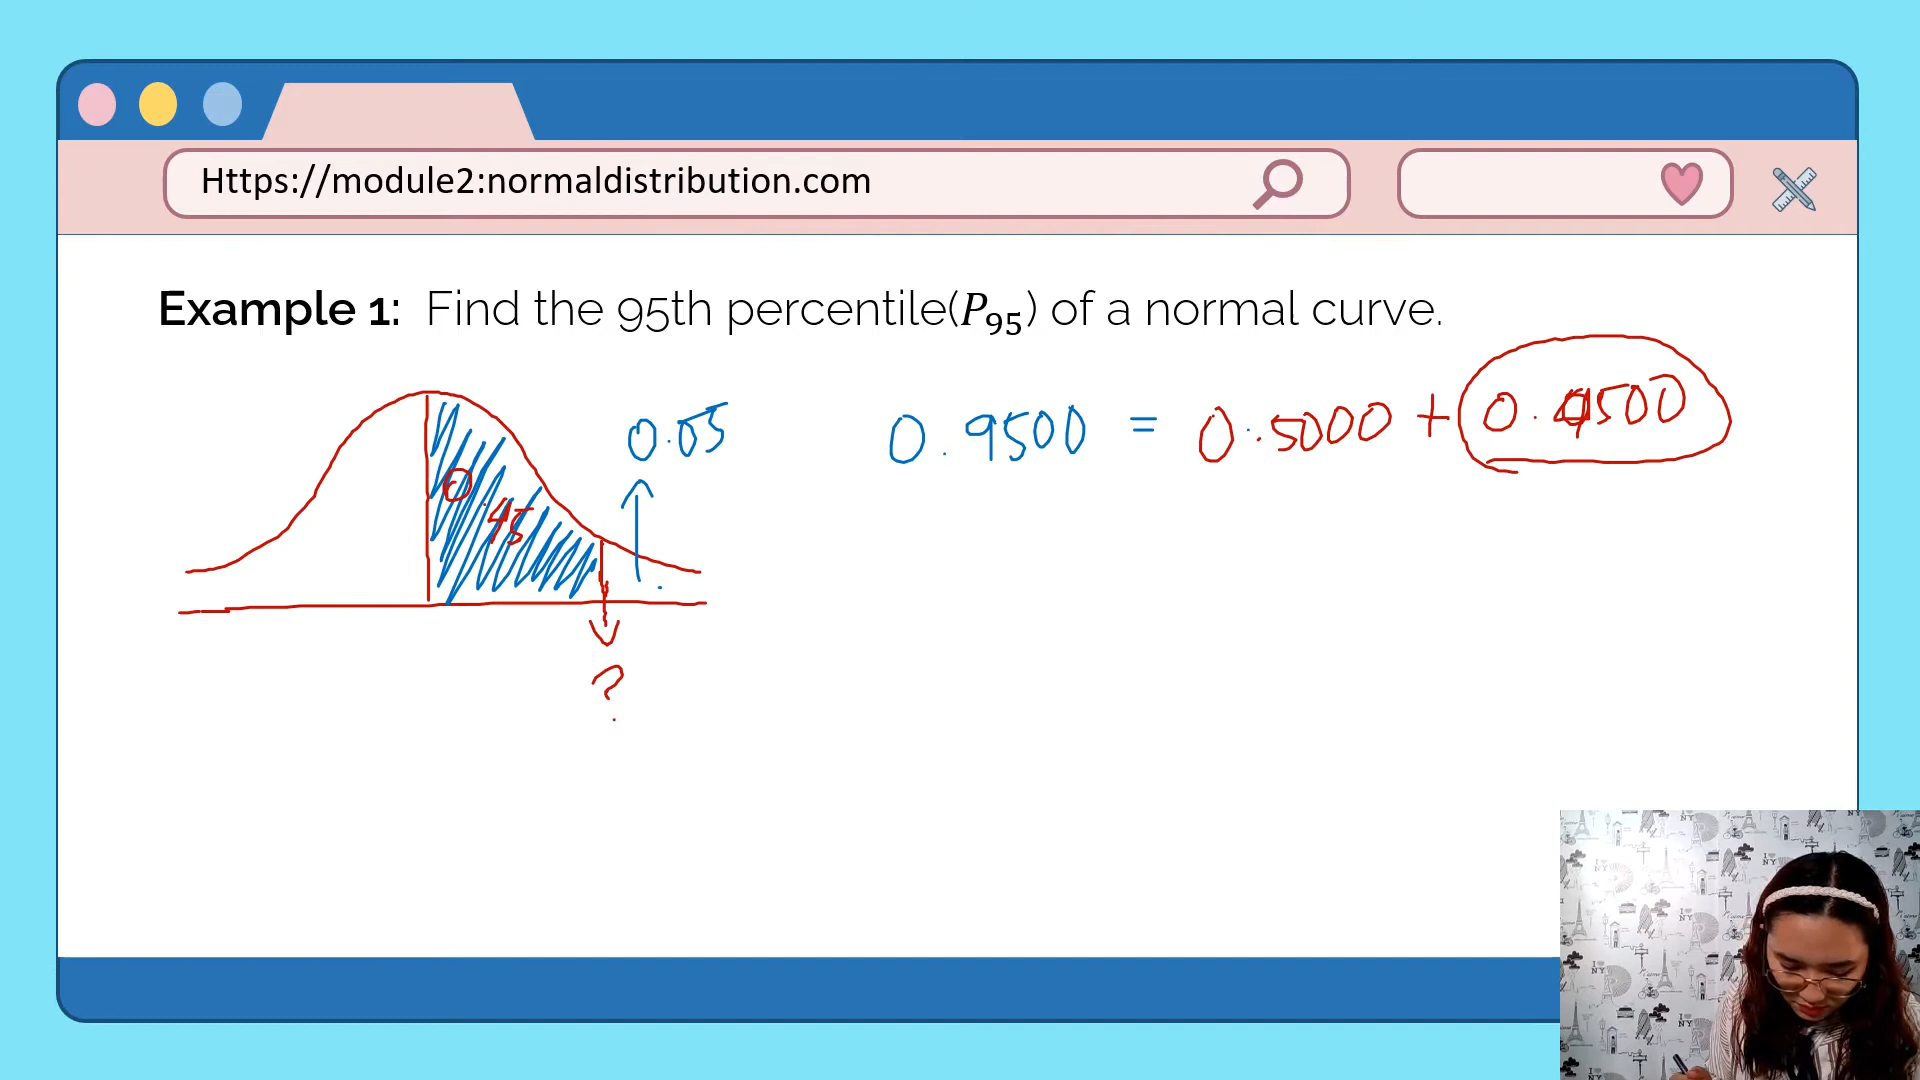 Https://module2:normaldistribution.com
Example 1: Find the 95th percentile(P₉₅) of a normal curve.
0.05
0.9500 = 0.5000 + 0.4500
0.45
?